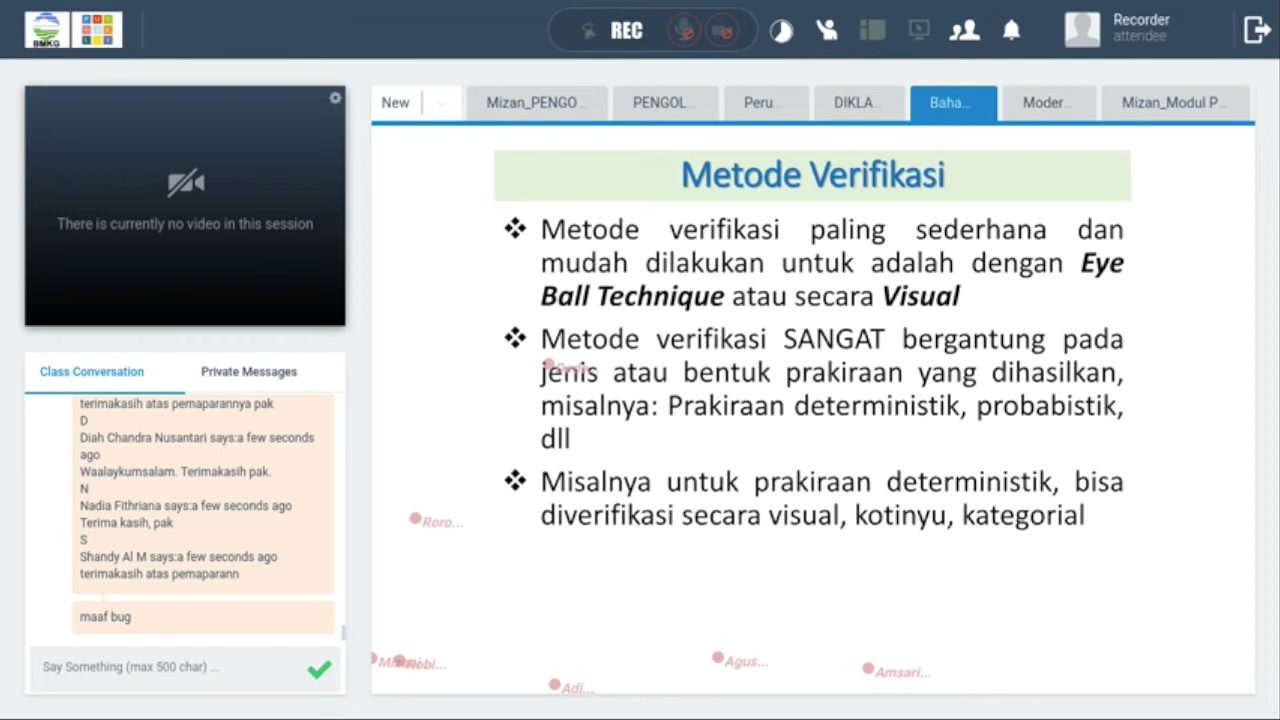 BMKG
PUSDIKLAT
REC
Recorder
attendee
There is currently no video in this session
Class Conversation
Private Messages
terimakasih atas pemaparannya pak
D
Diah Chandra Nusantari says:a few seconds
ago
Waalaykumsalam. Terimakasih pak.
N
Nadia Fithriana says:a few seconds ago
Terima kasih, pak
S
Shandy Al M says:a few seconds ago
terimakasih atas pemaparann
maaf bug
Say Something (max 500 char) ...
New
Mizan_PENGO...
PENGOL...
Peru...
DIKLA...
Baha...
Moder...
Mizan_Modul P...
Metode Verifikasi
❖ Metode verifikasi paling sederhana dan
mudah dilakukan untuk adalah dengan Eye
Ball Technique atau secara Visual
❖ Metode verifikasi SANGAT bergantung pada
jenis atau bentuk prakiraan yang dihasilkan,
misalnya: Prakiraan deterministik, probabistik,
dll
❖ Misalnya untuk prakiraan deterministik, bisa
diverifikasi secara visual, kotinyu, kategorial
Roro...
Robi...
Adi...
Agus...
Amsari...